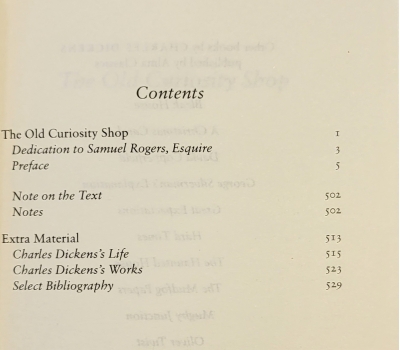 Contents
The Old Curiosity Shop 1
Dedication to Samuel Rogers, Esquire 3
Preface 5
Note on the Text 502
Notes 502
Extra Material 513
Charles Dickens's Life 515
Charles Dickens's Works 523
Select Bibliography 529